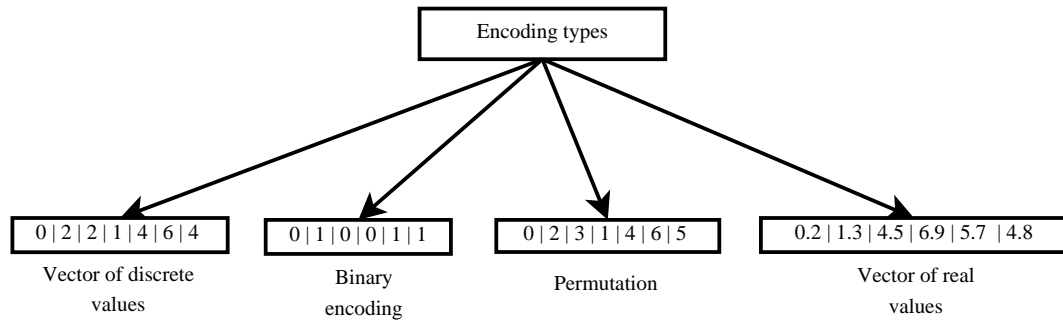 Encoding types
0 | 2 | 2 | 1 | 4 | 6 | 4
0 | 1 | 0 | 0 | 1 | 1
0 | 2 | 3 | 1 | 4 | 6 | 5
0.2 | 1.3 | 4.5 | 6.9 | 5.7 | 4.8
Vector of discrete
values
Binary
encoding
Permutation
Vector of real
values